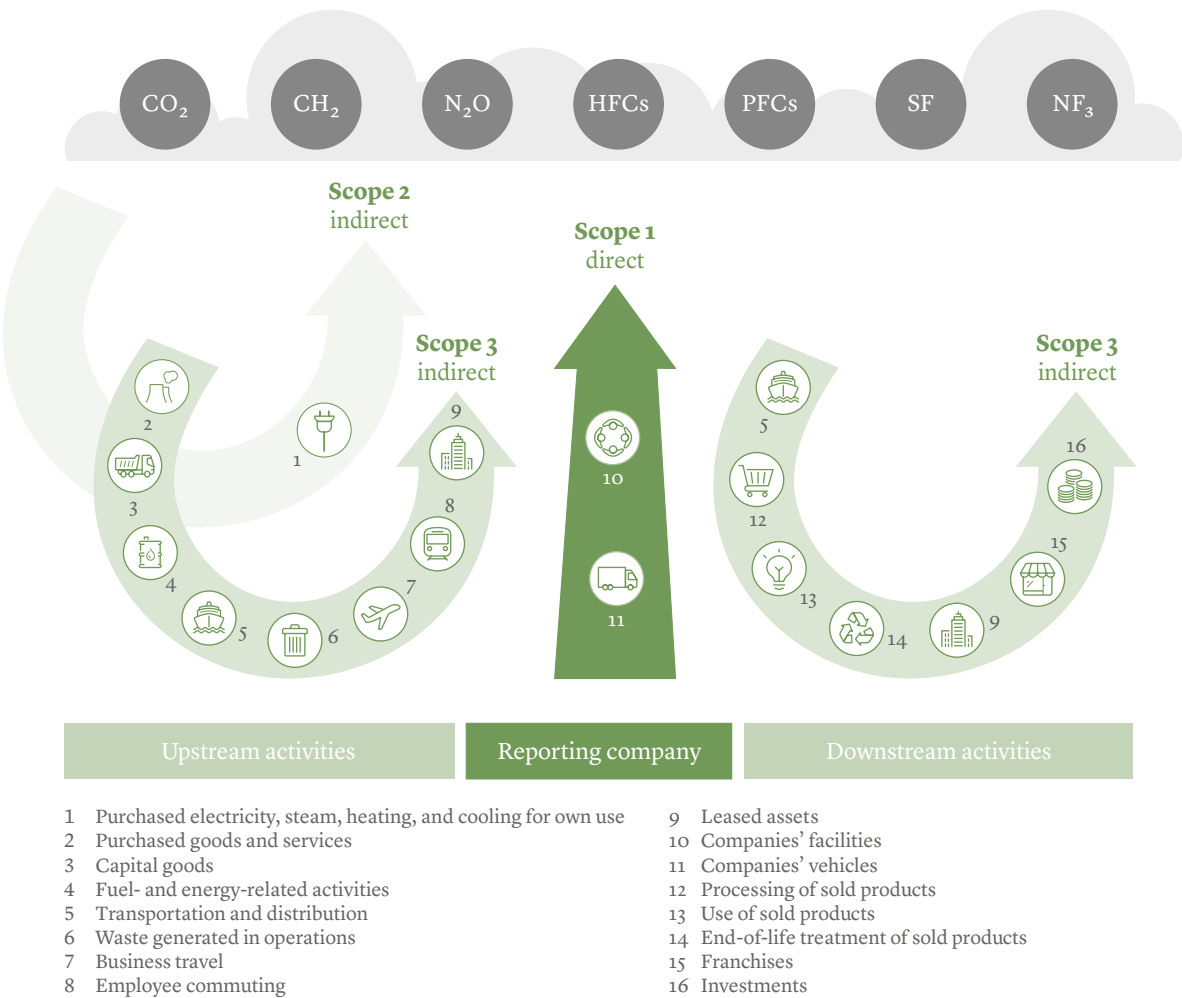 CO₂ CH₂ N₂O HFCs PFCs SF NF₃
Scope 2
indirect
Scope 1
direct
Scope 3
indirect
Scope 3
indirect
2
1
9
3
8
4
7
5
6
10
11
5
16
12
15
13
14
9
Upstream activities
Reporting company
Downstream activities
1 Purchased electricity, steam, heating, and cooling for own use
2 Purchased goods and services
3 Capital goods
4 Fuel- and energy-related activities
5 Transportation and distribution
6 Waste generated in operations
7 Business travel
8 Employee commuting
9 Leased assets
10 Companies’ facilities
11 Companies’ vehicles
12 Processing of sold products
13 Use of sold products
14 End-of-life treatment of sold products
15 Franchises
16 Investments